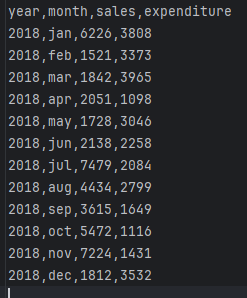 year,month,sales,expenditure
2018,jan,6226,3808
2018,feb,1521,3373
2018,mar,1842,3965
2018,apr,2051,1098
2018,may,1728,3046
2018,jun,2138,2258
2018,jul,7479,2084
2018,aug,4434,2799
2018,sep,3615,1649
2018,oct,5472,1116
2018,nov,7224,1431
2018,dec,1812,3532